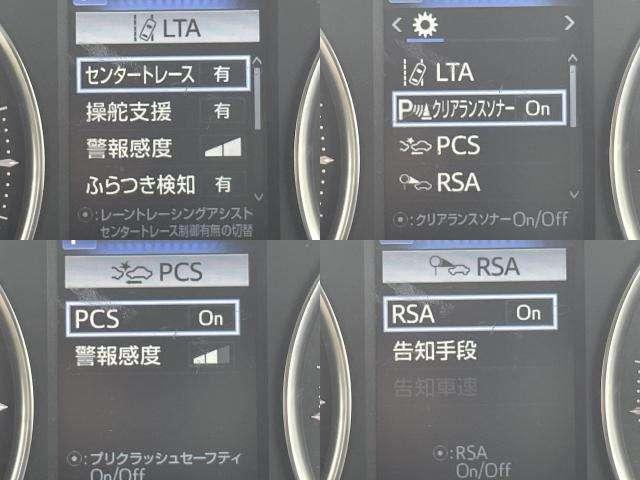 LTA
センタートレース 有
操舵支援 有
警報感度
ふらつき検知 有
:レーントレーシングアシスト
センタートレース制御有無の切替
LTA
P クリアランスソナー On
PCS
RSA
:クリアランスソナーOn/Off
PCS
PCS On
警報感度
:プリクラッシュセーフティ
On/Off
RSA
RSA On
告知手段
告知車速
:RSA
On/Off